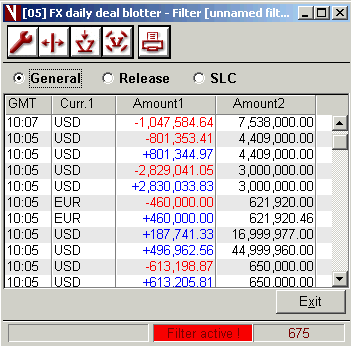 [05] FX daily deal blotter - Filter [unnamed filt...
General Release SLC
GMT Curr.1 Amount1 Amount2
10:07 USD -1,047,584.64 7,538,000.00
10:05 USD -801,353.41 4,409,000.00
10:05 USD +801,344.97 4,409,000.00
10:05 USD -2,829,041.05 3,000,000.00
10:05 USD +2,830,033.83 3,000,000.00
10:05 EUR -460,000.00 621,920.00
10:05 EUR +460,000.00 621,920.46
10:05 USD +187,741.33 16,999,977.00
10:05 USD +496,962.56 44,999,960.00
10:05 USD -613,198.87 650,000.00
10:05 USD +613,205.81 650,000.00
Exit
Filter active ! 675